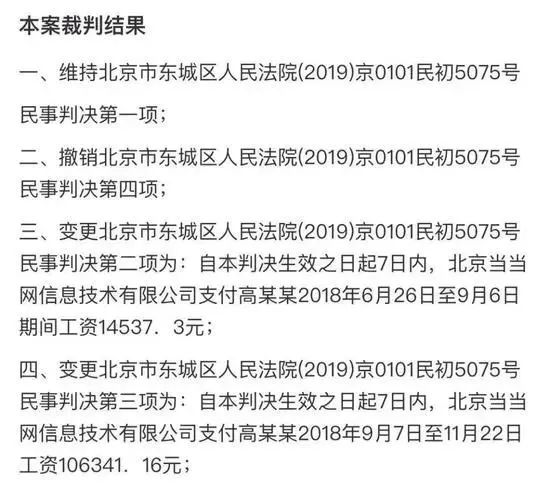 本案裁判结果
一、维持北京市东城区人民法院(2019)京0101民初5075号
民事判决第一项；
二、撤销北京市东城区人民法院(2019)京0101民初5075号
民事判决第四项；
三、变更北京市东城区人民法院(2019)京0101民初5075号
民事判决第二项为：自本判决生效之日起7日内，北京当当
网信息技术有限公司支付高某某2018年6月26日至9月6日
期间工资14537．3元；
四、变更北京市东城区人民法院(2019)京0101民初5075号
民事判决第三项为：自本判决生效之日起7日内，北京当当
网信息技术有限公司支付高某某2018年9月7日至11月22日
工资106341．16元；